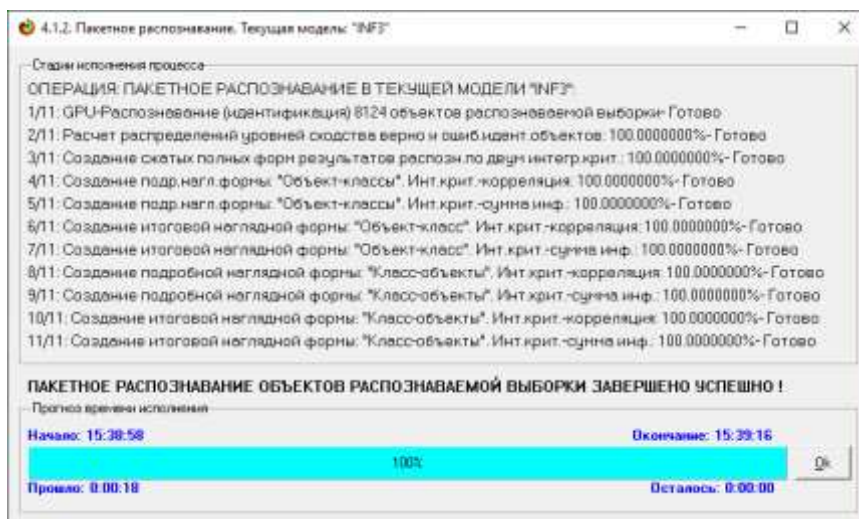 4.1.2. Пакетное распознавание. Текущая модель: "INF3"
Стадии исполнения процесса
ОПЕРАЦИЯ: ПАКЕТНОЕ РАСПОЗНАВАНИЕ В ТЕКУЩЕЙ МОДЕЛИ "INF3":
1/11: GPU-Распознавание (идентификация) 8124 объектов распознаваемой выборки- Готово
2/11: Расчет распределений уровней сходства верно и ошиб.идент.объектов: 100.0000000%- Готово
3/11: Создание сжатых полных форм результатов распозн.по двум интегр.крит.: 100.0000000%- Готово
4/11: Создание подр.нагл.формы: "Объект-классы". Инт.крит.-корреляция: 100.0000000%- Готово
5/11: Создание подр.нагл.формы: "Объект-классы". Инт.крит.-сумма инф.: 100.0000000%- Готово
6/11: Создание итоговой наглядной формы: "Объект-класс". Инт.крит.-корреляция: 100.0000000%- Готово
7/11: Создание итоговой наглядной формы: "Объект-класс". Инт.крит.-сумма инф.: 100.0000000%- Готово
8/11: Создание подробной наглядной формы: "Класс-объекты". Инт.крит.-корреляция: 100.0000000%- Готово
9/11: Создание подробной наглядной формы: "Класс-объекты". Инт.крит.-сумма инф.: 100.0000000%- Готово
10/11: Создание итоговой наглядной формы: "Класс-объекты". Инт.крит.-корреляция: 100.0000000%- Готово
11/11: Создание итоговой наглядной формы: "Класс-объекты". Инт.крит.-сумма инф.: 100.0000000%- Готово
ПАКЕТНОЕ РАСПОЗНАВАНИЕ ОБЪЕКТОВ РАСПОЗНАВАЕМОЙ ВЫБОРКИ ЗАВЕРШЕНО УСПЕШНО !
Прогноз времени исполнения
Начало: 15:38:58 Окончание: 15:39:16
100% Ok
Прошло: 0:00:18 Осталось: 0:00:00